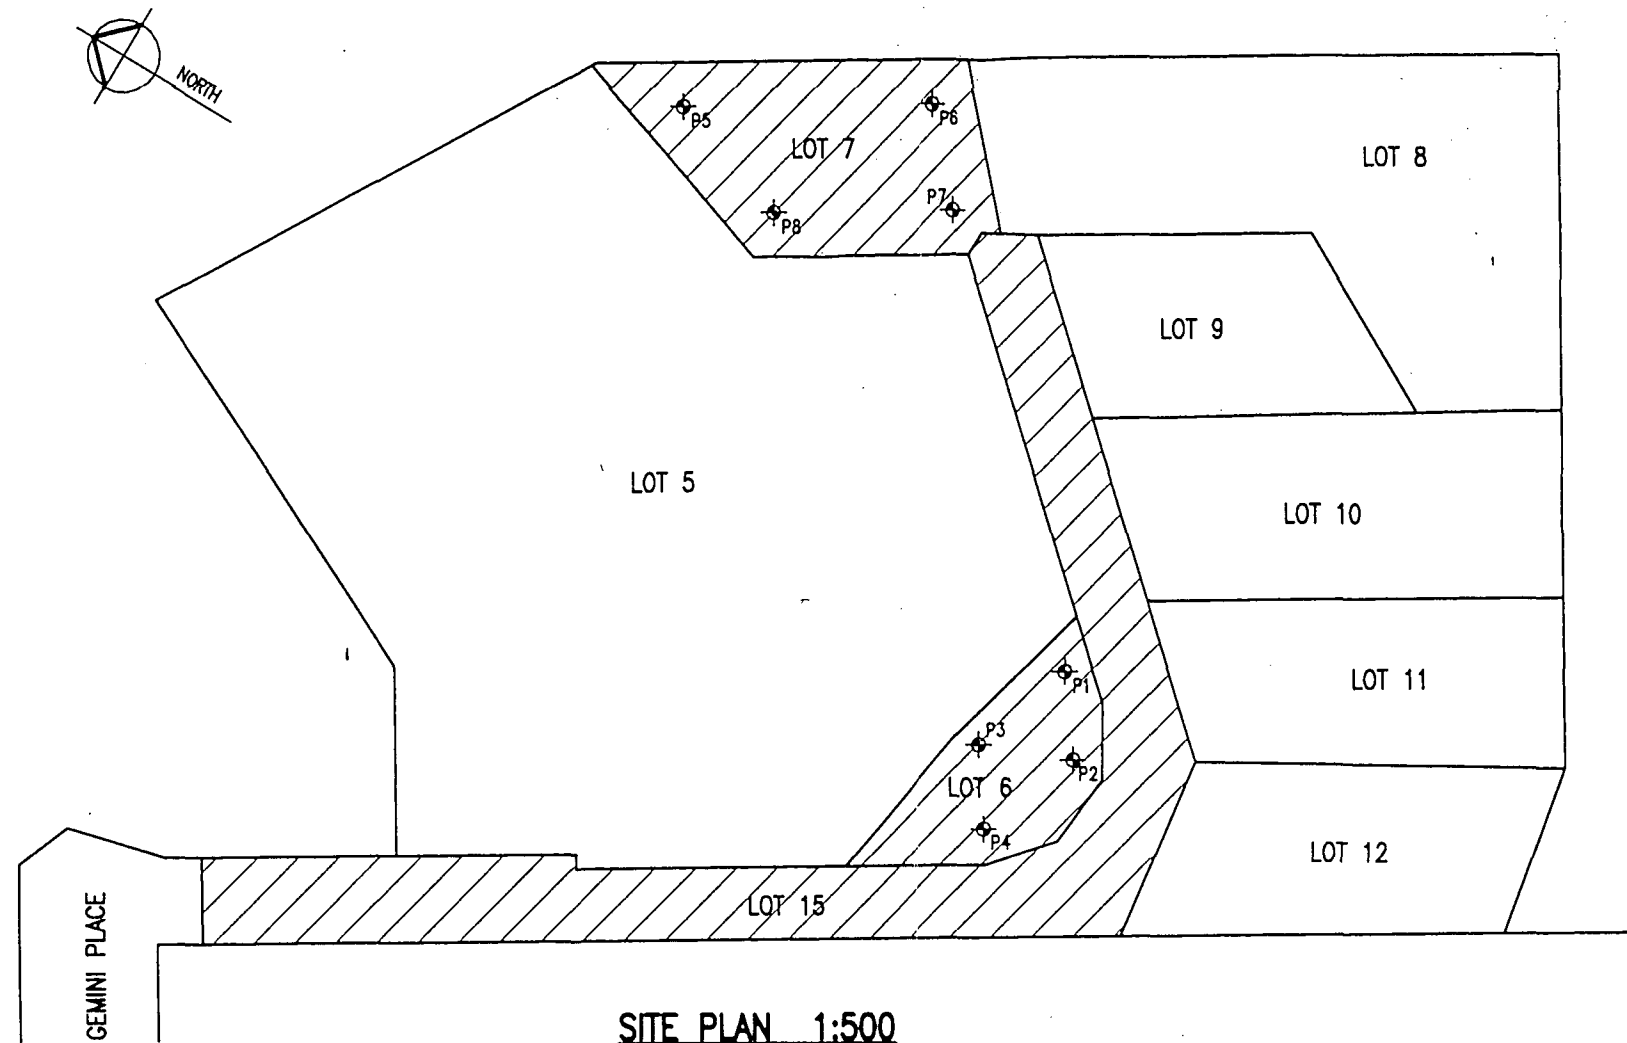 NORTH
P5
P6
LOT 7
LOT 8
P7
P8
LOT 9
LOT 5
LOT 10
P1
LOT 11
P3
P2
LOT 6
P4
LOT 12
LOT 15
GEMINI PLACE
SITE PLAN 1:500